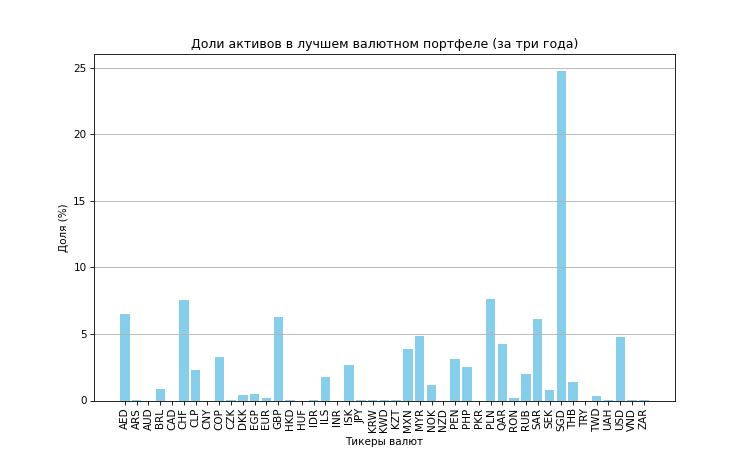 Доли активов в лучшем валютном портфеле (за три года)
Доля (%)
25
20
15
10
5
0
AED ARS AUD BRL CAD CHF CLP CNY COP CZK DKK EGP EUR GBP HKD HUF IDR ILS INR ISK JPY KRW KWD KZT MXN MYR NOK NZD PEN PHP PKR PLN QAR RON RUB SAR SEK SGD THB TRY TWD UAH USD VND ZAR
Тикеры валют